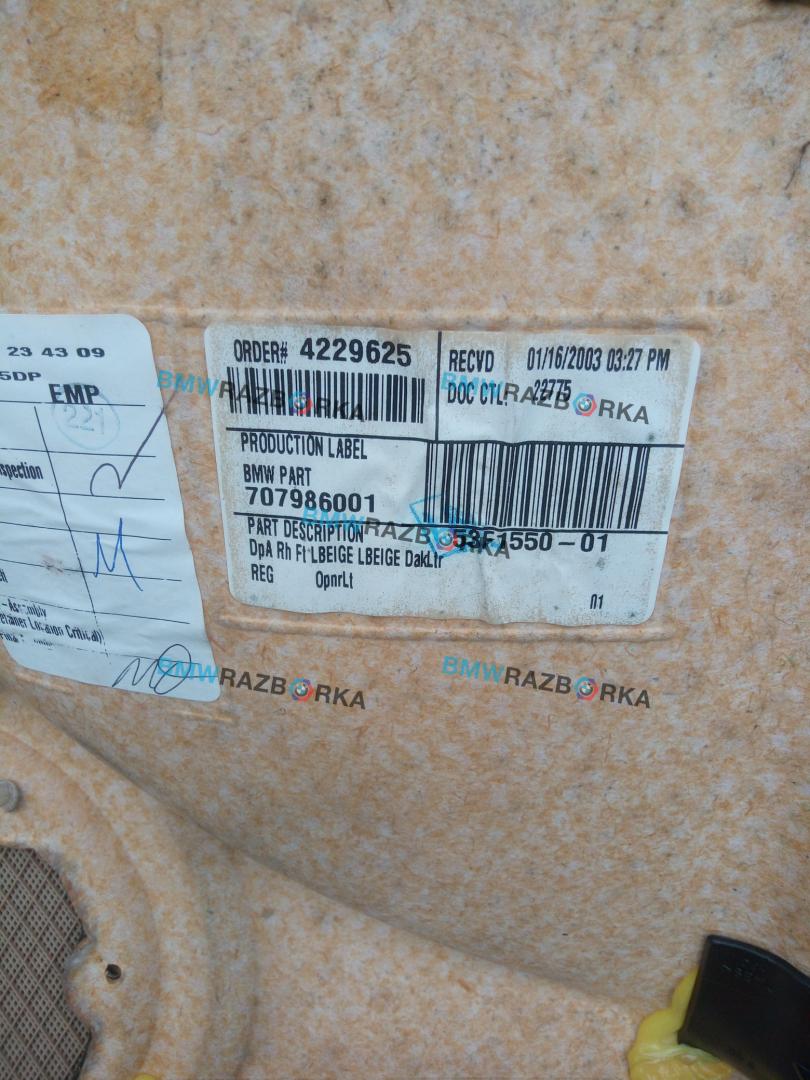 23 43 09
5DP
EMP
221
spection
M
ORDER# 4229625
RECVD 01/16/2003 03:27 PM
DOC CTL: 22775
PRODUCTION LABEL
BMW PART
707986001
PART DESCRIPTION
53F1550-01
DpA Rh Ft LBEIGE LBEIGE DakLtr
REG OpnrLt
01
BMWRAZBORKA
BMWRAZBORKA
BMWRAZBORKA
BMWRAZBORKA
BMWRAZBORKA